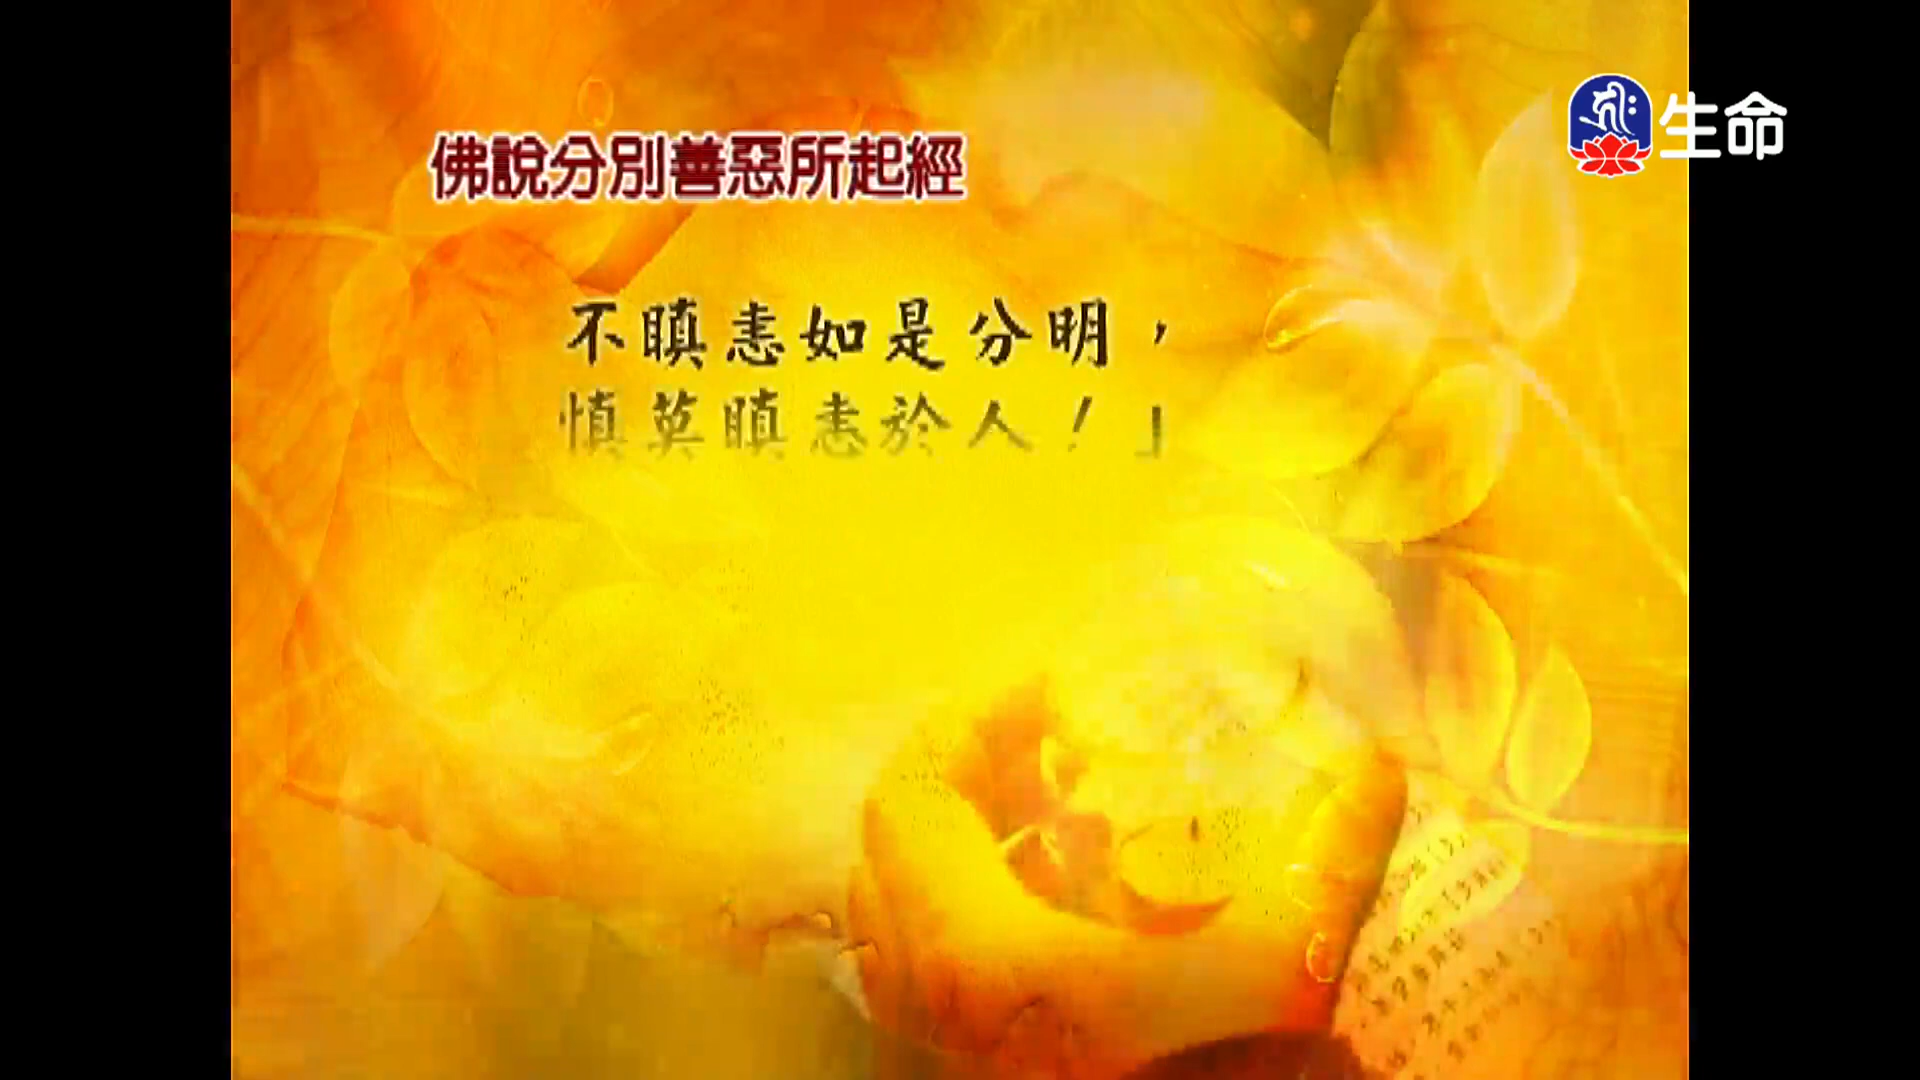 佛說分別善惡所起經
生命
不瞋恚如是分明，
慎莫瞋恚於人！」